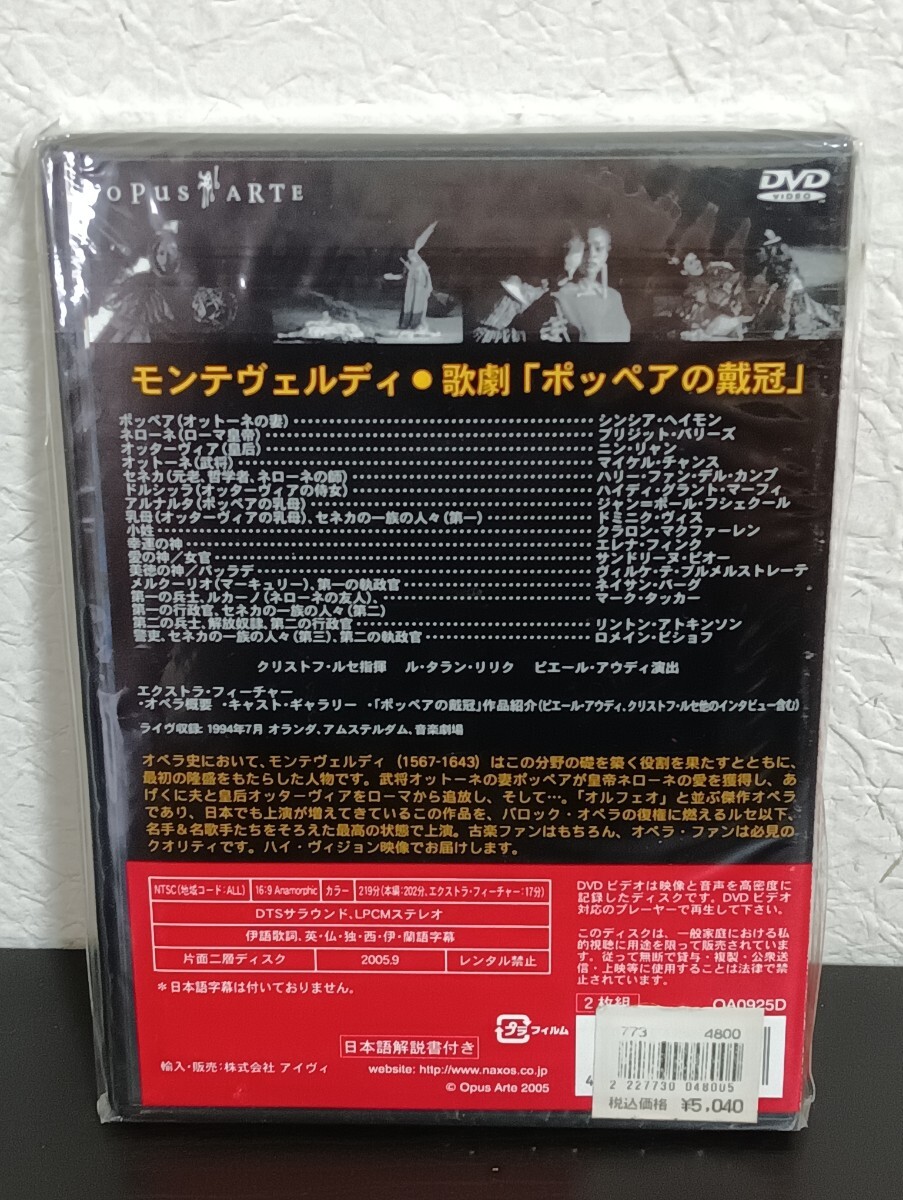 OPUS ARTE
DVD
VIDEO
モンテヴェルディ●歌劇「ポッペアの戴冠」
ポッペア(オットーネの妻)…シンシア・ヘイモン
ネローネ(ローマ皇帝)…ブリジット・バリーズ
オッターヴィア(皇后)…ニン・リャン
オットーネ(武将)…マイケル・チャンス
セネカ(元老、哲学者、ネローネの師)…ハリー・ファン・デル・カンプ
ドルシッラ(オッターヴィアの侍女)…ハイディ・グラント・マーフィ
アルナルタ(ポッペアの乳母)…ジャン=ポール・フシェクール
乳母(オッターヴィアの乳母)、セネカの一族の人々(第一)…ドミニク・ヴィス
小姓…クラロン・マクファーレン
幸運の神…エレナ・フィンク
愛の神/女官…サンドリーヌ・ピオー
美徳の神/パッラデ…ヴィルケ・テ・ブルメルストレーテ
メルクーリオ(マーキュリー)、第一の執政官…ネイサン・バーグ
第一の兵士、ルカーノ(ネローネの友人)、…マーク・タッカー
第一の行政官、セネカの一族の人々(第二)
第二の兵士、解放奴隷、第二の行政官…リントン・アトキンソン
警吏、セネカの一族の人々(第三)、第二の執政官…ロメイン・ビショフ
クリストフ・ルセ指揮 ル・タラン・リリク ピエール・アウディ演出
エクストラ・フィーチャー
・オペラ概要 ・キャスト・ギャラリー ・「ポッペアの戴冠」作品紹介(ピエール・アウディ、クリストフ・ルセ他のインタビュー含む)
ライヴ収録: 1994年7月 オランダ、アムステルダム、音楽劇場
オペラ史において、モンテヴェルディ (1567-1643) はこの分野の礎を築く役割を果たすとともに、
最初の隆盛をもたらした人物です。武将オットーネの妻ポッペアが皇帝ネローネの愛を獲得し、あ
げくに夫と皇后オッターヴィアをローマから追放し、そして…。「オルフェオ」と並ぶ傑作オペラ
であり、日本でも上演が増えてきているこの作品を、バロック・オペラの復権に燃えるルセ以下、
名手&名歌手たちをそろえた最高の状態で上演。古楽ファンはもちろん、オペラ・ファンは必見の
クオリティです。ハイ・ヴィジョン映像でお届けします。
NTSC(地域コード:ALL) 16:9 Anamorphic カラー 219分(本編:202分、エクストラ・フィーチャー:17分)
DTSサラウンド、LPCMステレオ
伊語歌詞、英・仏・独・西・伊・蘭語字幕
片面二層ディスク 2005.9 レンタル禁止
*日本語字幕は付いておりません。
DVDビデオは映像と音声を高密度に
記録したディスクです。DVDビデオ
対応のプレーヤーで再生して下さい。
このディスクは、一般家庭における私
的視聴に用途を限って販売されていま
す。従って無断で貸与・複製・公衆送
信・上映等に使用することは法律で禁
止されています。
2枚組 OA0925D
プラ フィルム
日本語解説書付き
輸入・販売:株式会社 アイヴィ
website: http://www.naxos.co.jp
© Opus Arte 2005
4
773 4800
2 227730 048005
税込価格 ¥5,040